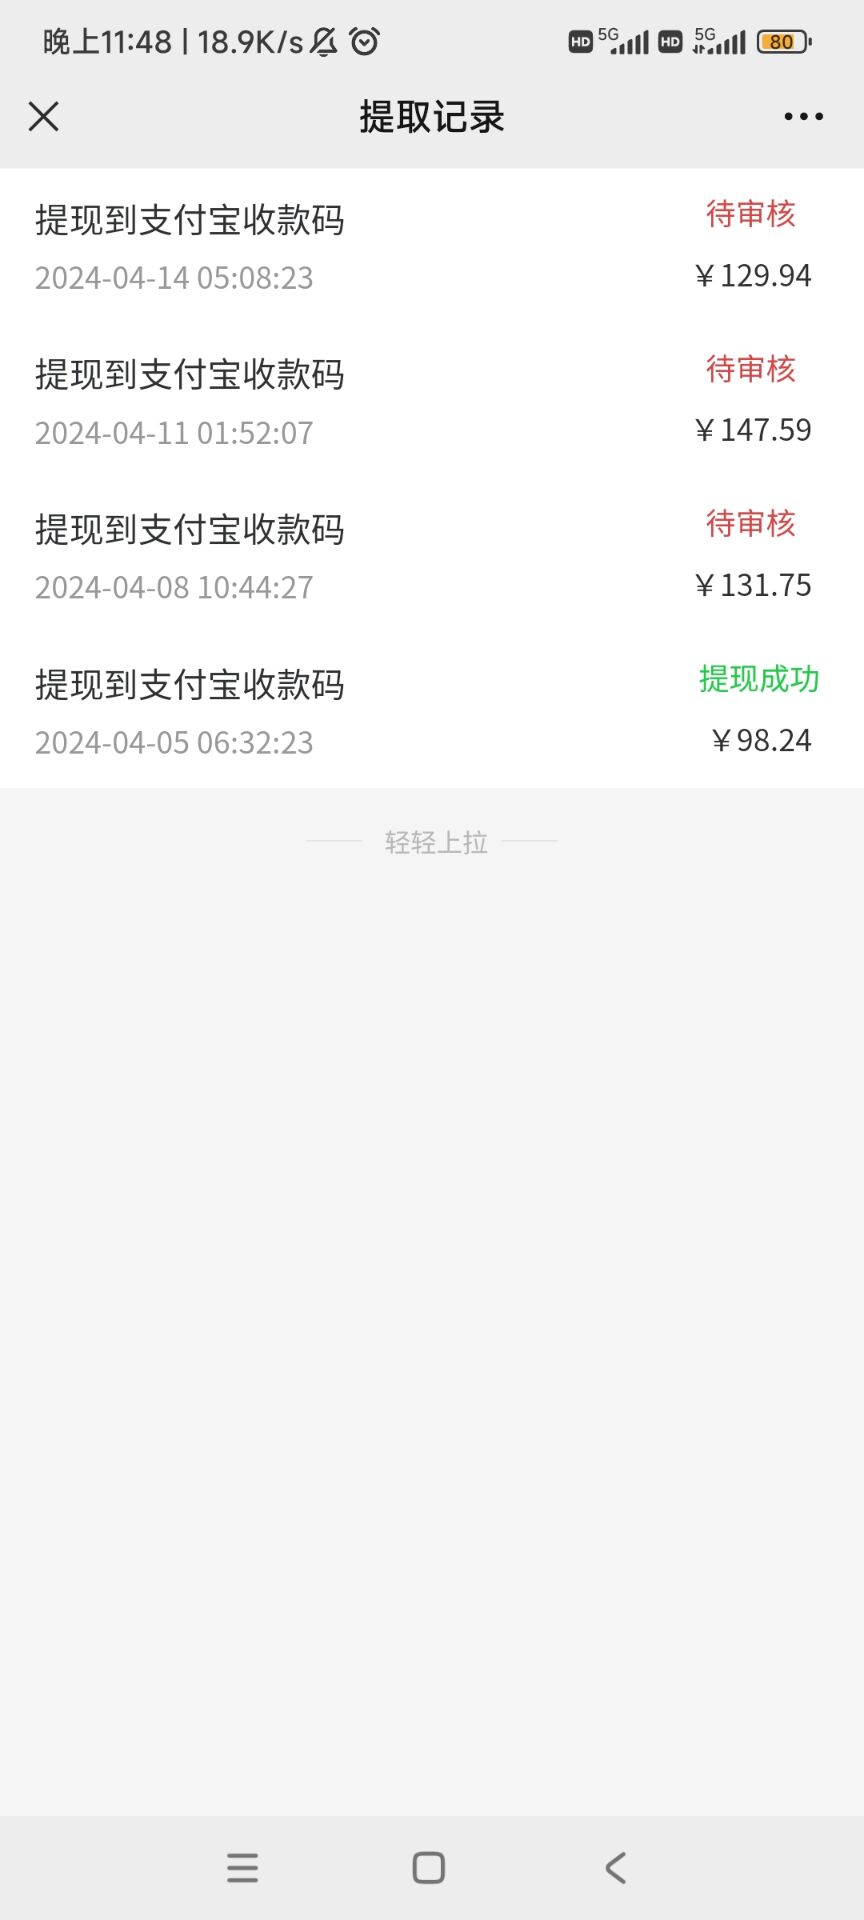 晚上11:48 | 18.9K/s HD 5G HD 5G 80
提取记录
提现到支付宝收款码 待审核
2024-04-14 05:08:23 ￥129.94
提现到支付宝收款码 待审核
2024-04-11 01:52:07 ￥147.59
提现到支付宝收款码 待审核
2024-04-08 10:44:27 ￥131.75
提现到支付宝收款码 提现成功
2024-04-05 06:32:23 ￥98.24
轻轻上拉